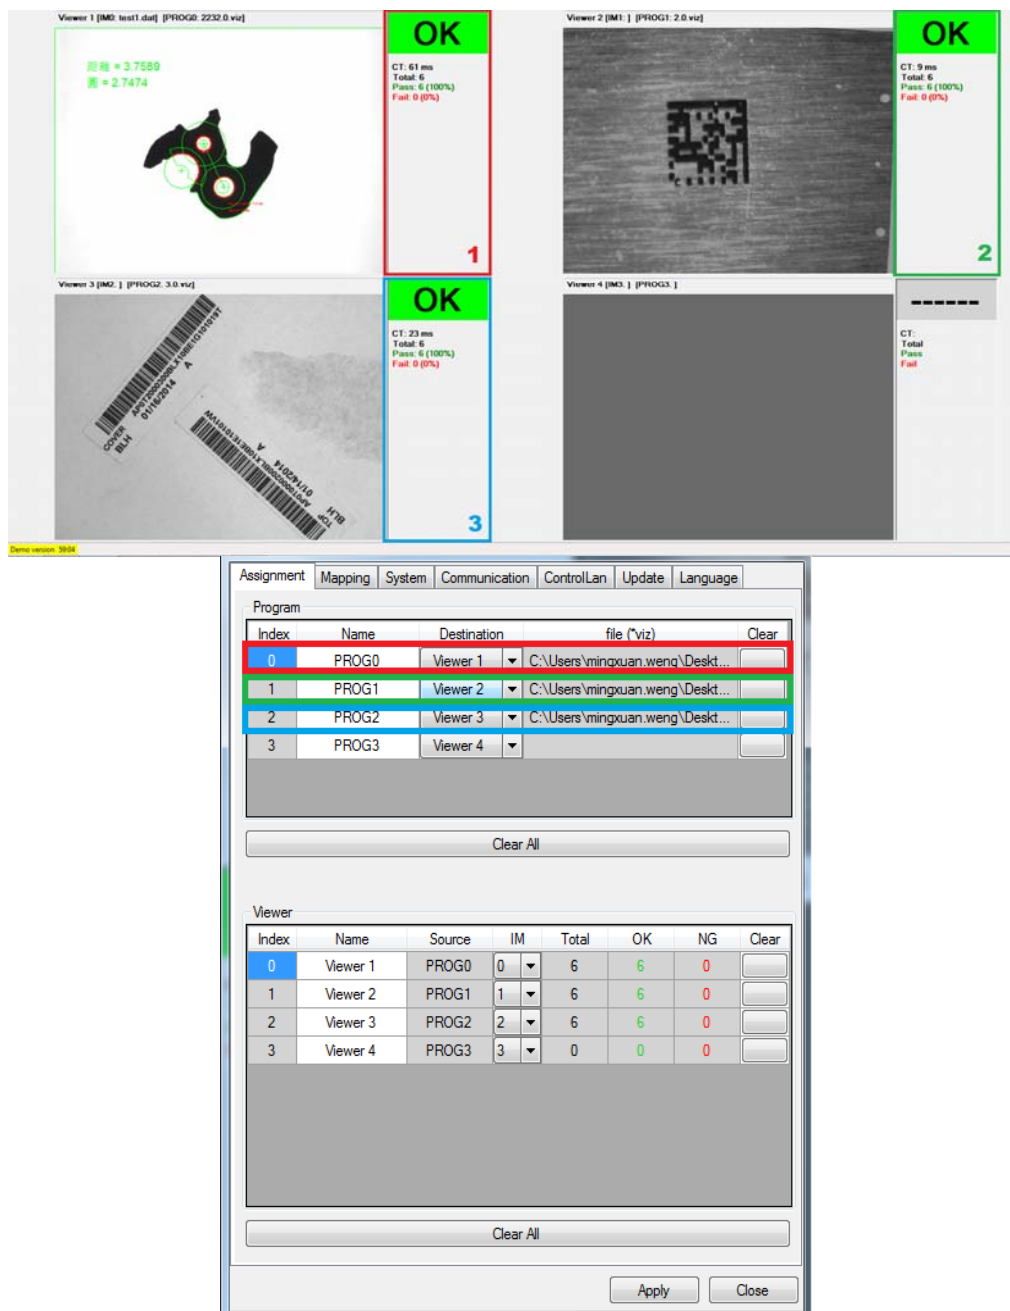 Viewer 1 [IM0: test1.dat] [PROG0: 2232.0.viz]
距離 = 3.7589
圓 = 2.7474
OK
CT: 61 ms
Total: 6
Pass: 6 (100%)
Fail: 0 (0%)
1
Viewer 2 [IM1: ] [PROG1: 2.0.viz]
OK
CT: 9 ms
Total: 6
Pass: 6 (100%)
Fail: 0 (0%)
2
Viewer 3 [IM2. ] [PROG2. 3.0.viz]
COVER AP0T20003000BLX10BE1G101019T
BLH 01/16/2014 A
AP0T0000200BLX10BE1E10101VW
TOP 01/14/2014 A
BLH
OK
CT: 23 ms
Total: 6
Pass: 6 (100%)
Fail: 0 (0%)
3
Viewer 4 [IM3. ] [PROG3. ]
------
CT:
Total
Pass
Fail
Demo version: 59:04
Assignment Mapping System Communication ControlLan Update Language
Program
Index Name Destination file (*viz) Clear
0 PROG0 Viewer 1 C:\Users\mingxuan.weng\Deskt...
1 PROG1 Viewer 2 C:\Users\mingxuan.weng\Deskt...
2 PROG2 Viewer 3 C:\Users\mingxuan.weng\Deskt...
3 PROG3 Viewer 4
Clear All
Viewer
Index Name Source IM Total OK NG Clear
0 Viewer 1 PROG0 0 6 6 0
1 Viewer 2 PROG1 1 6 6 0
2 Viewer 3 PROG2 2 6 6 0
3 Viewer 4 PROG3 3 0 0 0
Clear All
Apply Close